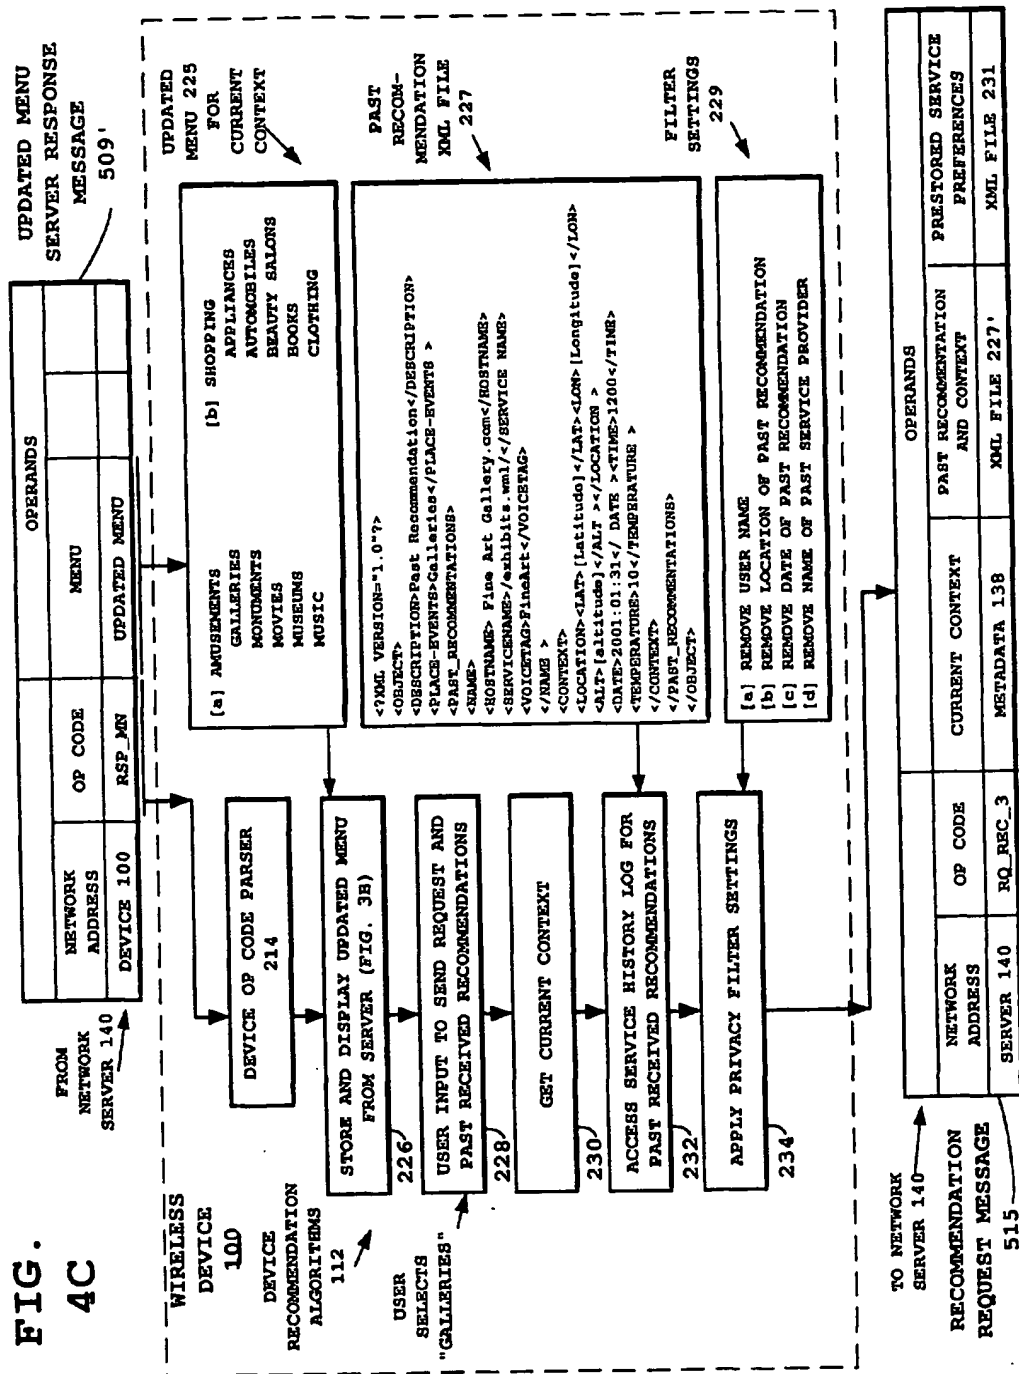 FIG.
4C
UPDATED MENU
SERVER RESPONSE
MESSAGE
509'
FROM
NETWORK
SERVER 140
OPERANDS
NETWORK
ADDRESS
OP CODE
MENU
DEVICE 100
RSP_MN
UPDATED MENU
WIRELESS
DEVICE
100
DEVICE
RECOMMENDATION
ALGORITHMS
112
USER
SELECTS
"GALLERIES"
DEVICE OP CODE PARSER
214
STORE AND DISPLAY UPDATED MENU
FROM SERVER (FIG. 3B)
226
USER INPUT TO SEND REQUEST AND
PAST RECEIVED RECOMMENDATIONS
228
GET CURRENT CONTEXT
230
ACCESS SERVICE HISTORY LOG FOR
PAST RECEIVED RECOMMENDATIONS
232
APPLY PRIVACY FILTER SETTINGS
234
UPDATED
MENU 225
FOR
CURRENT
CONTEXT
[a] AMUSEMENTS
GALLERIES
MONUMENTS
MOVIES
MUSEUMS
MUSIC
[b] SHOPPING
APPLIANCES
AUTOMOBILES
BEAUTY SALONS
BOOKS
CLOTHING
PAST
RECOM-
MENDATION
XML FILE
227
<?XML VERSION="1.0"?>
<OBJECT>
<DESCRIPTION>Past Recommendation</DESCRIPTION>
<PLACE-EVENTS>Galleries</PLACE-EVENTS >
<PAST_RECOMMENTATIONS>
<NAME>
<HOSTNAME> Fine Art Gallery.com</HOSTNAME>
<SERVICENAME>/exhibits.wml/</SERVICE NAME>
<VOICETAG>FineArt</VOICETAG>
</NAME >
<CONTEXT>
<LOCATION><LAT>[Latitude]</LAT><LON>[Longitude]</LON>
<ALT>[altitude]</ALT ></LOCATION >
<DATE>2001:01:31</ DATE ><TIME>1200</TIME>
<TEMPERATURE>10</TEMPERATURE >
</CONTEXT>
</PAST_RECOMMENTATIONS>
</OBJECT>
FILTER
SETTINGS
229
[a] REMOVE USER NAME
[b] REMOVE LOCATION OF PAST RECOMMENDATION
[c] REMOVE DATE OF PAST RECOMMENDATION
[d] REMOVE NAME OF PAST SERVICE PROVIDER
TO NETWORK
SERVER 140
RECOMMENDATION
REQUEST MESSAGE
515
OPERANDS
NETWORK
ADDRESS
OP CODE
CURRENT CONTEXT
PAST RECOMMENTATION
AND CONTEXT
PRESTORED SERVICE
PREFERENCES
SERVER 140
RQ_REC_3
METADATA 138
XML FILE 227'
XML FILE 231